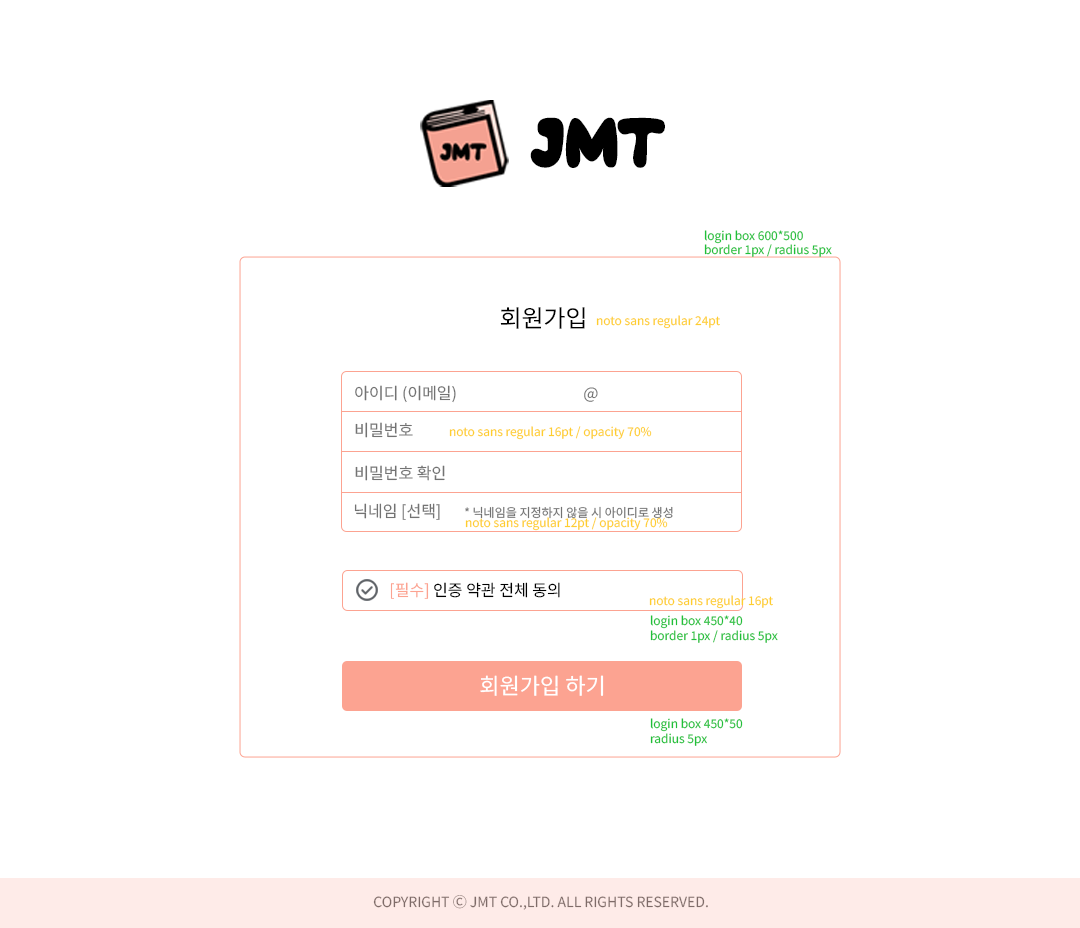 JMT
JMT
login box 600*500
border 1px / radius 5px
회원가입 noto sans regular 24pt
아이디 (이메일) @
비밀번호 noto sans regular 16pt / opacity 70%
비밀번호 확인
닉네임 [선택] * 닉네임을 지정하지 않을 시 아이디로 생성
noto sans regular 12pt / opacity 70%
[필수] 인증 약관 전체 동의
noto sans regular 16pt
login box 450*40
border 1px / radius 5px
회원가입 하기
login box 450*50
radius 5px
COPYRIGHT ⓒ JMT CO.,LTD. ALL RIGHTS RESERVED.